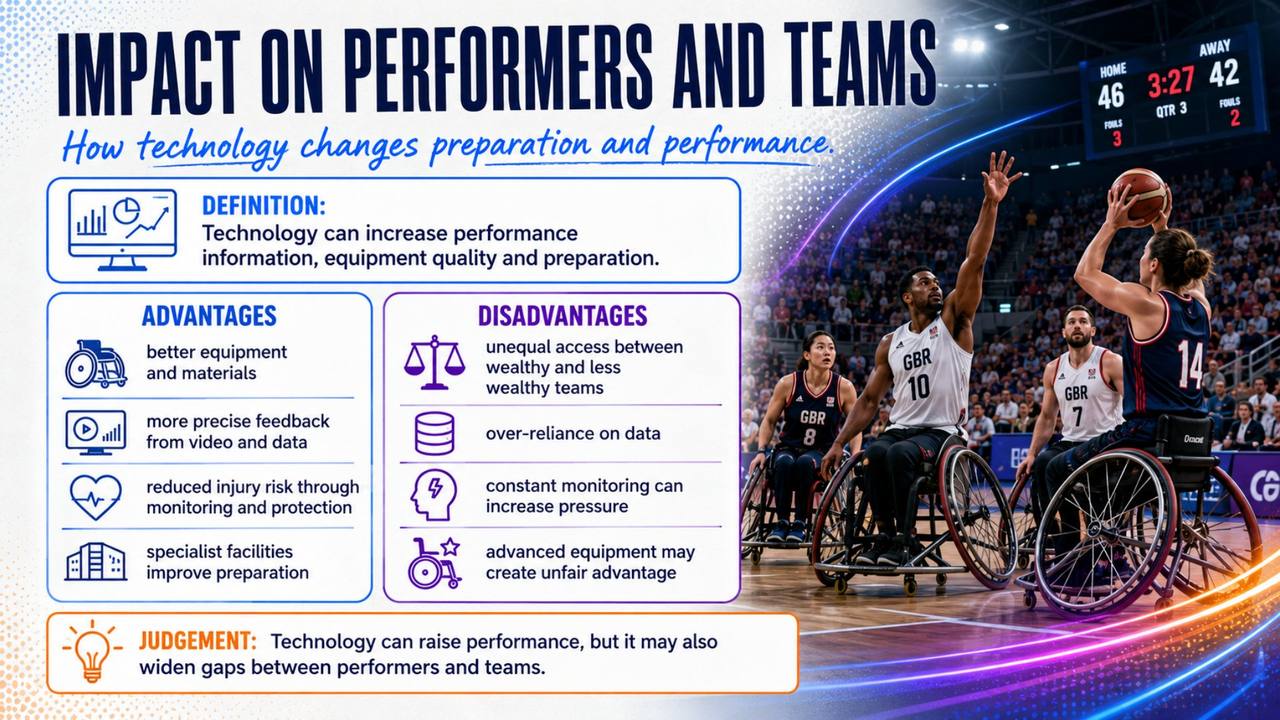 IMPACT ON PERFORMERS AND TEAMS
How technology changes preparation and performance.
DEFINITION:
Technology can increase performance
information, equipment quality and preparation.
ADVANTAGES
better equipment
and materials
more precise feedback
from video and data
reduced injury risk through
monitoring and protection
specialist facilities
improve preparation
DISADVANTAGES
unequal access between
wealthy and less
wealthy teams
over-reliance on data
constant monitoring can
increase pressure
advanced equipment may
create unfair advantage
JUDGEMENT: Technology can raise performance, but it may also
widen gaps between performers and teams.
HOME
46
FOULS
3
3:27
QTR 3
AWAY
42
FOULS
2
GBR
8
GBR
10
GBR
7
14